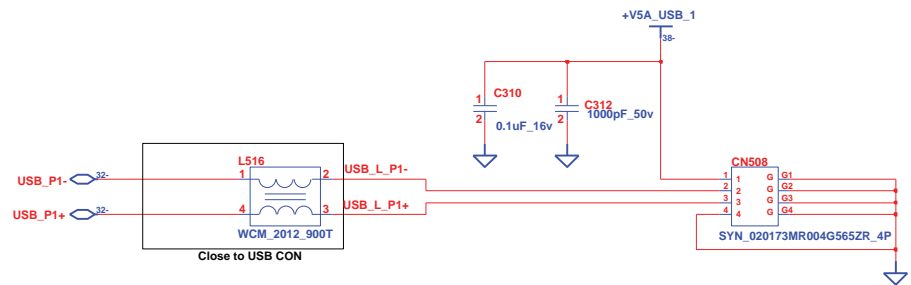 +V5A_USB_1
38-
1 C310
2
0.1uF_16v
1 C312
2
1000pF_50v
L516
USB_P1- 32- 1 2 USB_L_P1-
USB_P1+ 32- 4 3 USB_L_P1+
WCM_2012_900T
Close to USB CON
CN508
1 1 G G1
2 2 G G2
3 3 G G3
4 4 G G4
SYN_020173MR004G565ZR_4P